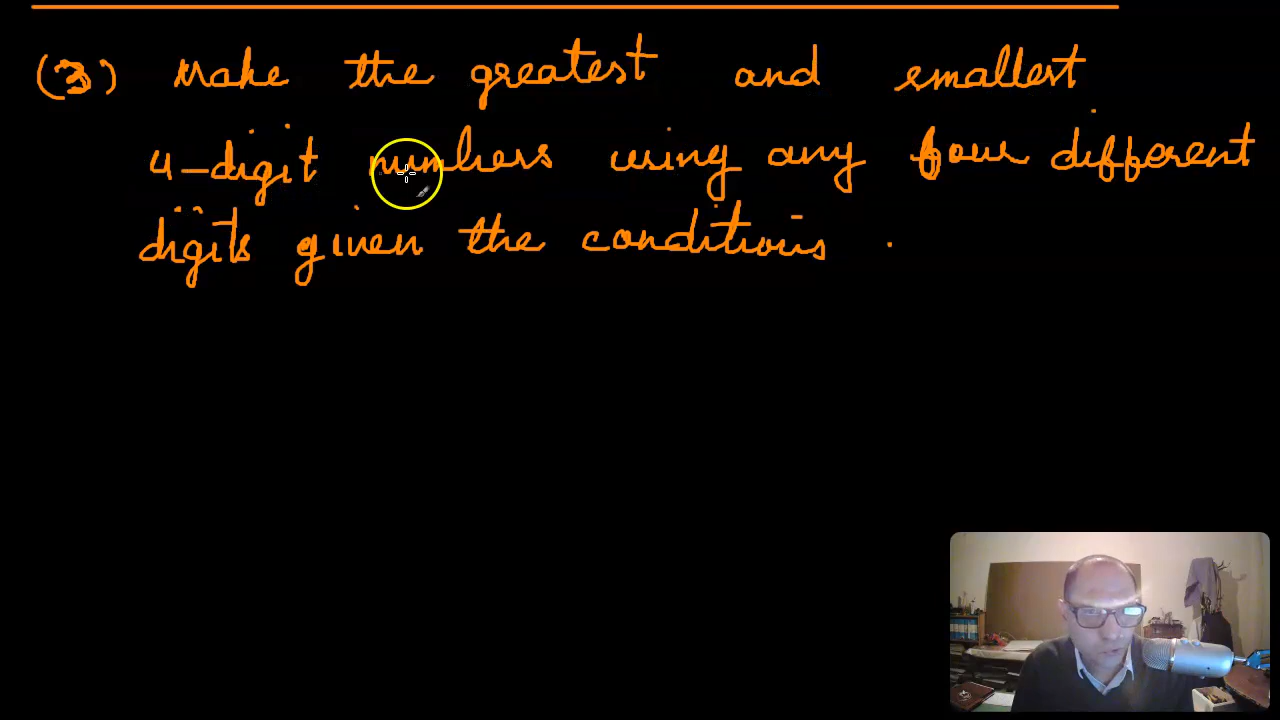 (3) Make the greatest and smallest
4-digit numbers using any four different
digits given the conditions .